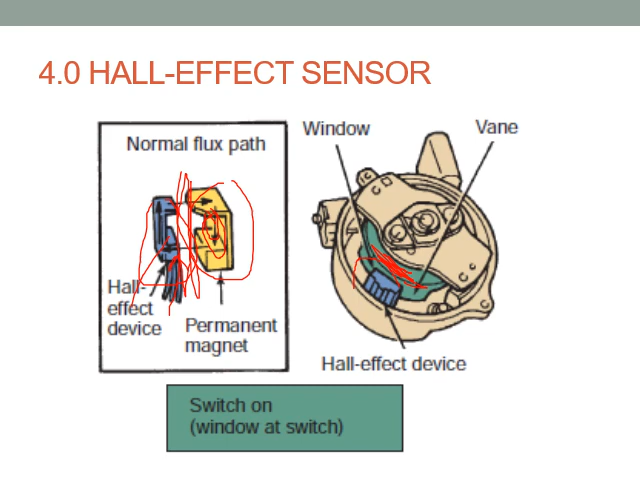 4.0 HALL-EFFECT SENSOR
Normal flux path
Hall-
effect
device
Permanent
magnet
Window
Vane
Hall-effect device
Switch on
(window at switch)